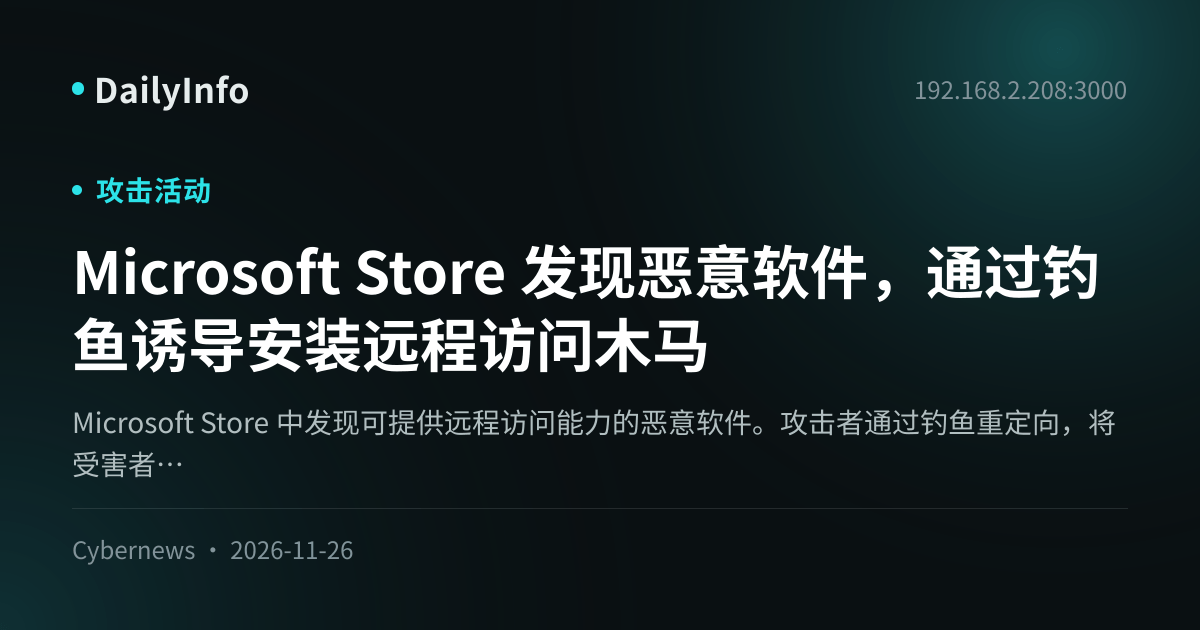 DailyInfo
192.168.2.208:3000
攻击活动
Microsoft Store 发现恶意软件，通过钓
鱼诱导安装远程访问木马
Microsoft Store 中发现可提供远程访问能力的恶意软件。攻击者通过钓鱼重定向，将
受害者…
Cybernews · 2026-11-26